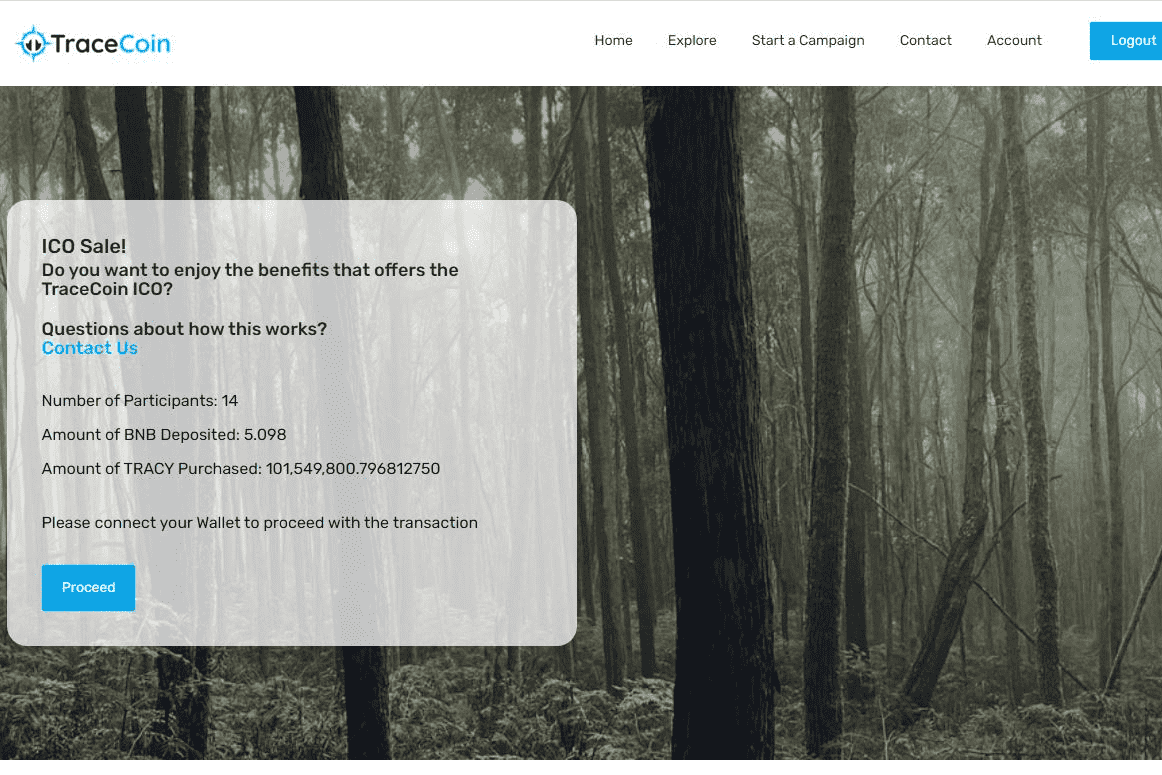 TraceCoin
Home Explore Start a Campaign Contact Account Logout
ICO Sale!
Do you want to enjoy the benefits that offers the
TraceCoin ICO?
Questions about how this works?
Contact Us
Number of Participants: 14
Amount of BNB Deposited: 5.098
Amount of TRACY Purchased: 101,549,800.796812750
Please connect your Wallet to proceed with the transaction
Proceed